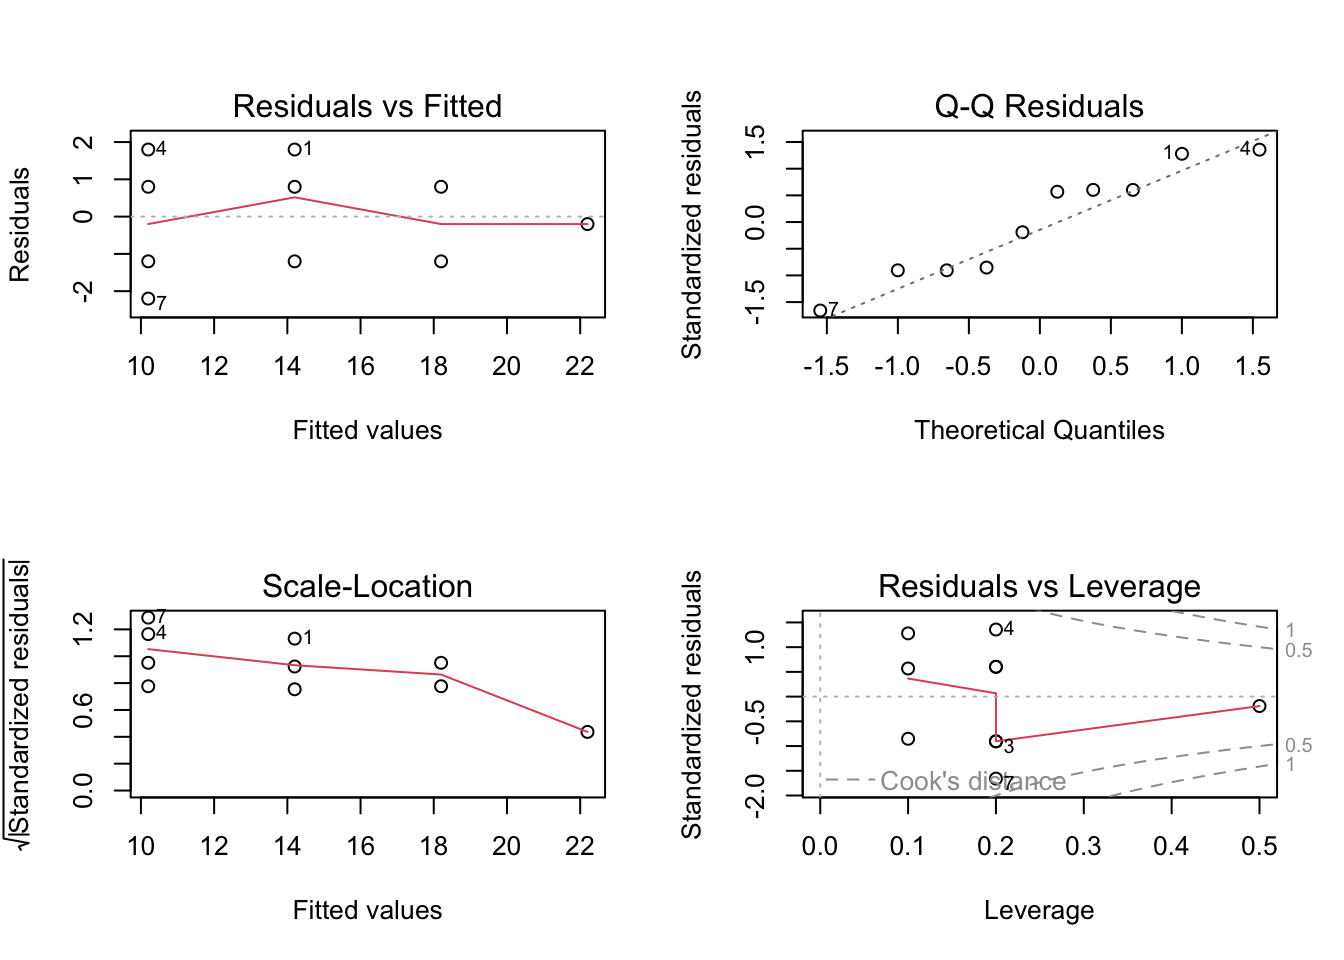 Residuals vs Fitted
Residuals
2
1
0
-2
4
1
7
10 12 14 16 18 20 22
Fitted values
Q-Q Residuals
Standardized residuals
1.5
0.0
-1.5
1
4
7
-1.5 -1.0 -0.5 0.0 0.5 1.0 1.5
Theoretical Quantiles
Scale-Location
√|Standardized residuals|
1.2
0.6
0.0
7
4
1
10 12 14 16 18 20 22
Fitted values
Residuals vs Leverage
Standardized residuals
1.0
-0.5
-2.0
4
3
7
Cook's distance
1
0.5
0.5
1
0.0 0.1 0.2 0.3 0.4 0.5
Leverage